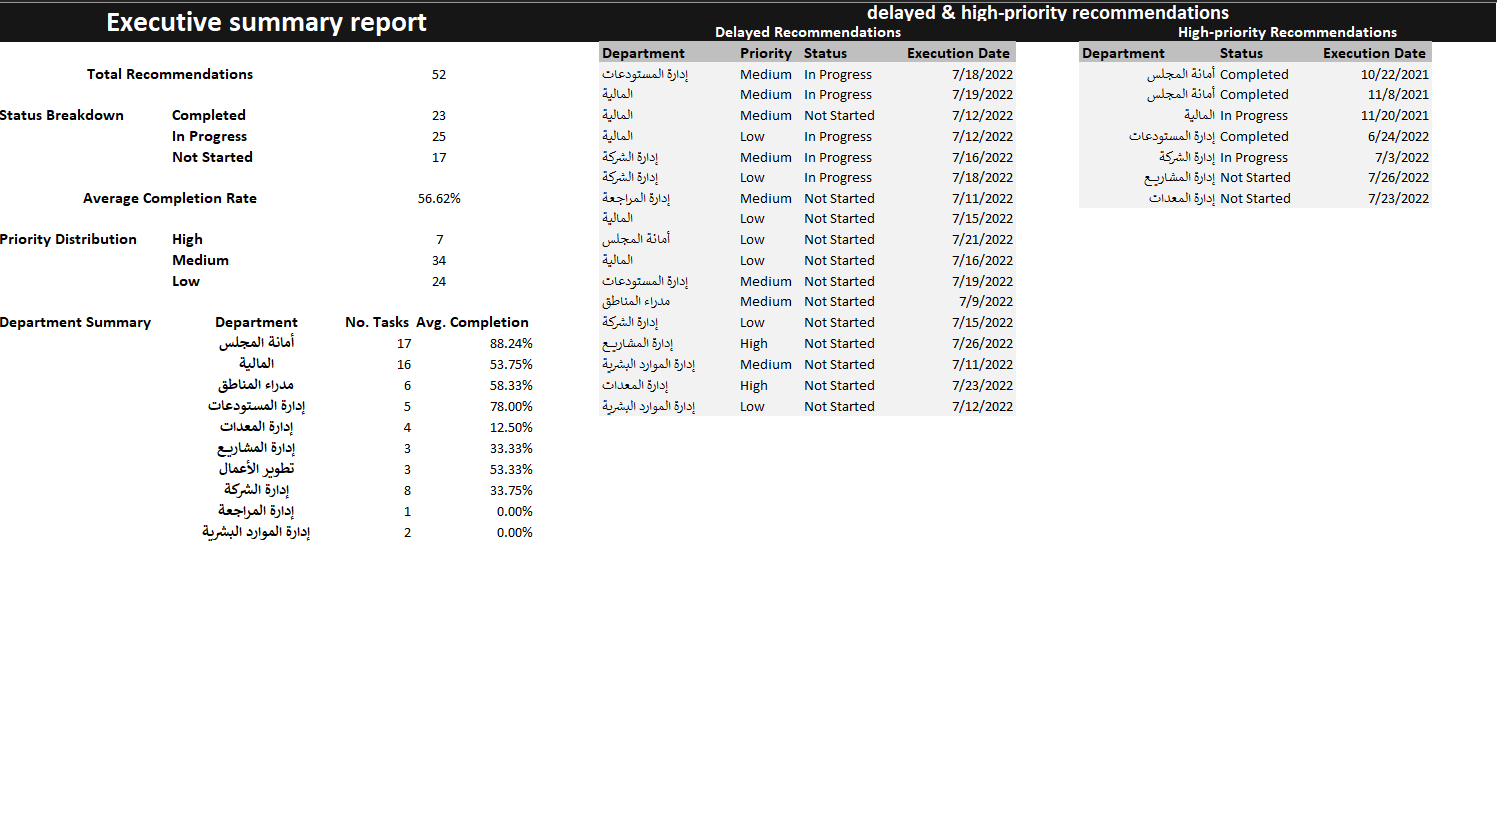 Executive summary report
Total Recommendations 52
Status Breakdown Completed 23
In Progress 25
Not Started 17
Average Completion Rate 56.62%
Priority Distribution High 7
Medium 34
Low 24
Department Summary Department No. Tasks Avg. Completion
أمانة المجلس 17 88.24%
المالية 16 53.75%
مدراء المناطق 6 58.33%
إدارة المستودعات 5 78.00%
إدارة المعدات 4 12.50%
إدارة المشاريع 3 33.33%
تطوير الأعمال 3 53.33%
إدارة الشركة 8 33.75%
إدارة المراجعة 1 0.00%
إدارة الموارد البشرية 2 0.00%
delayed & high-priority recommendations
Delayed Recommendations
Department Priority Status Execution Date
إدارة المستودعات Medium In Progress 7/18/2022
المالية Medium In Progress 7/19/2022
المالية Medium Not Started 7/12/2022
المالية Low In Progress 7/12/2022
إدارة الشركة Medium In Progress 7/16/2022
إدارة الشركة Low In Progress 7/18/2022
إدارة المراجعة Medium Not Started 7/11/2022
المالية Low Not Started 7/15/2022
أمانة المجلس Low Not Started 7/21/2022
المالية Low Not Started 7/16/2022
إدارة المستودعات Medium Not Started 7/19/2022
مدراء المناطق Medium Not Started 7/9/2022
إدارة الشركة Low Not Started 7/15/2022
إدارة المشاريع High Not Started 7/26/2022
إدارة الموارد البشرية Medium Not Started 7/11/2022
إدارة المعدات High Not Started 7/23/2022
إدارة الموارد البشرية Low Not Started 7/12/2022
High-priority Recommendations
Department Status Execution Date
أمانة المجلس Completed 10/22/2021
أمانة المجلس Completed 11/8/2021
المالية In Progress 11/20/2021
إدارة المستودعات Completed 6/24/2022
إدارة الشركة In Progress 7/3/2022
إدارة المشاريع Not Started 7/26/2022
إدارة المعدات Not Started 7/23/2022